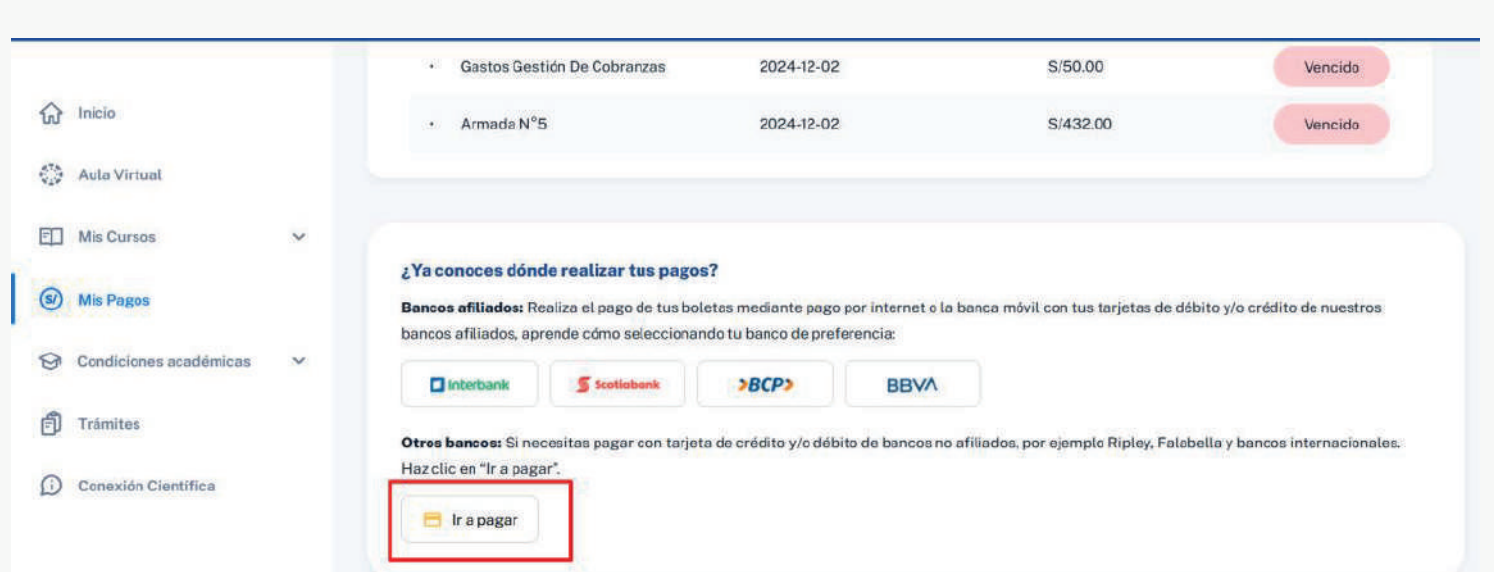 Gastos Gestión De Cobranzas 2024-12-02 S/50.00 Vencido
Inicio
Armada N°5 2024-12-02 S/432.00 Vencido
Aula Virtual
Mis Cursos
¿Ya conoces dónde realizar tus pagos?
S/ Mis Pagos
Bancos afiliados: Realiza el pago de tus boletas mediante pago por internet o la banca móvil con tus tarjetas de débito y/o crédito de nuestros
bancos afiliados, aprende cómo seleccionando tu banco de preferencia:
Condiciones académicas
Interbank Scotiabank BCP BBVA
Trámites
Otros bancos: Si necesitas pagar con tarjeta de crédito y/o débito de bancos no afiliados, por ejemplo Ripley, Falabella y bancos internacionales.
Haz clic en "Ir a pagar".
Conexión Científica
Ir a pagar